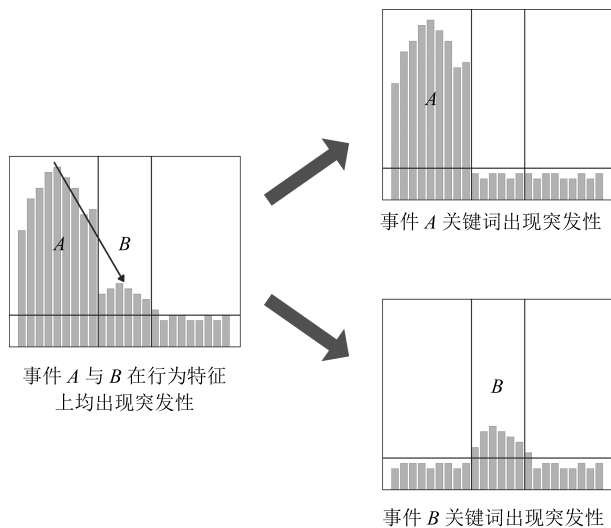 A
B
事件 A 与 B 在行为特征
上均出现突发性
A
事件 A 关键词出现突发性
B
事件 B 关键词出现突发性